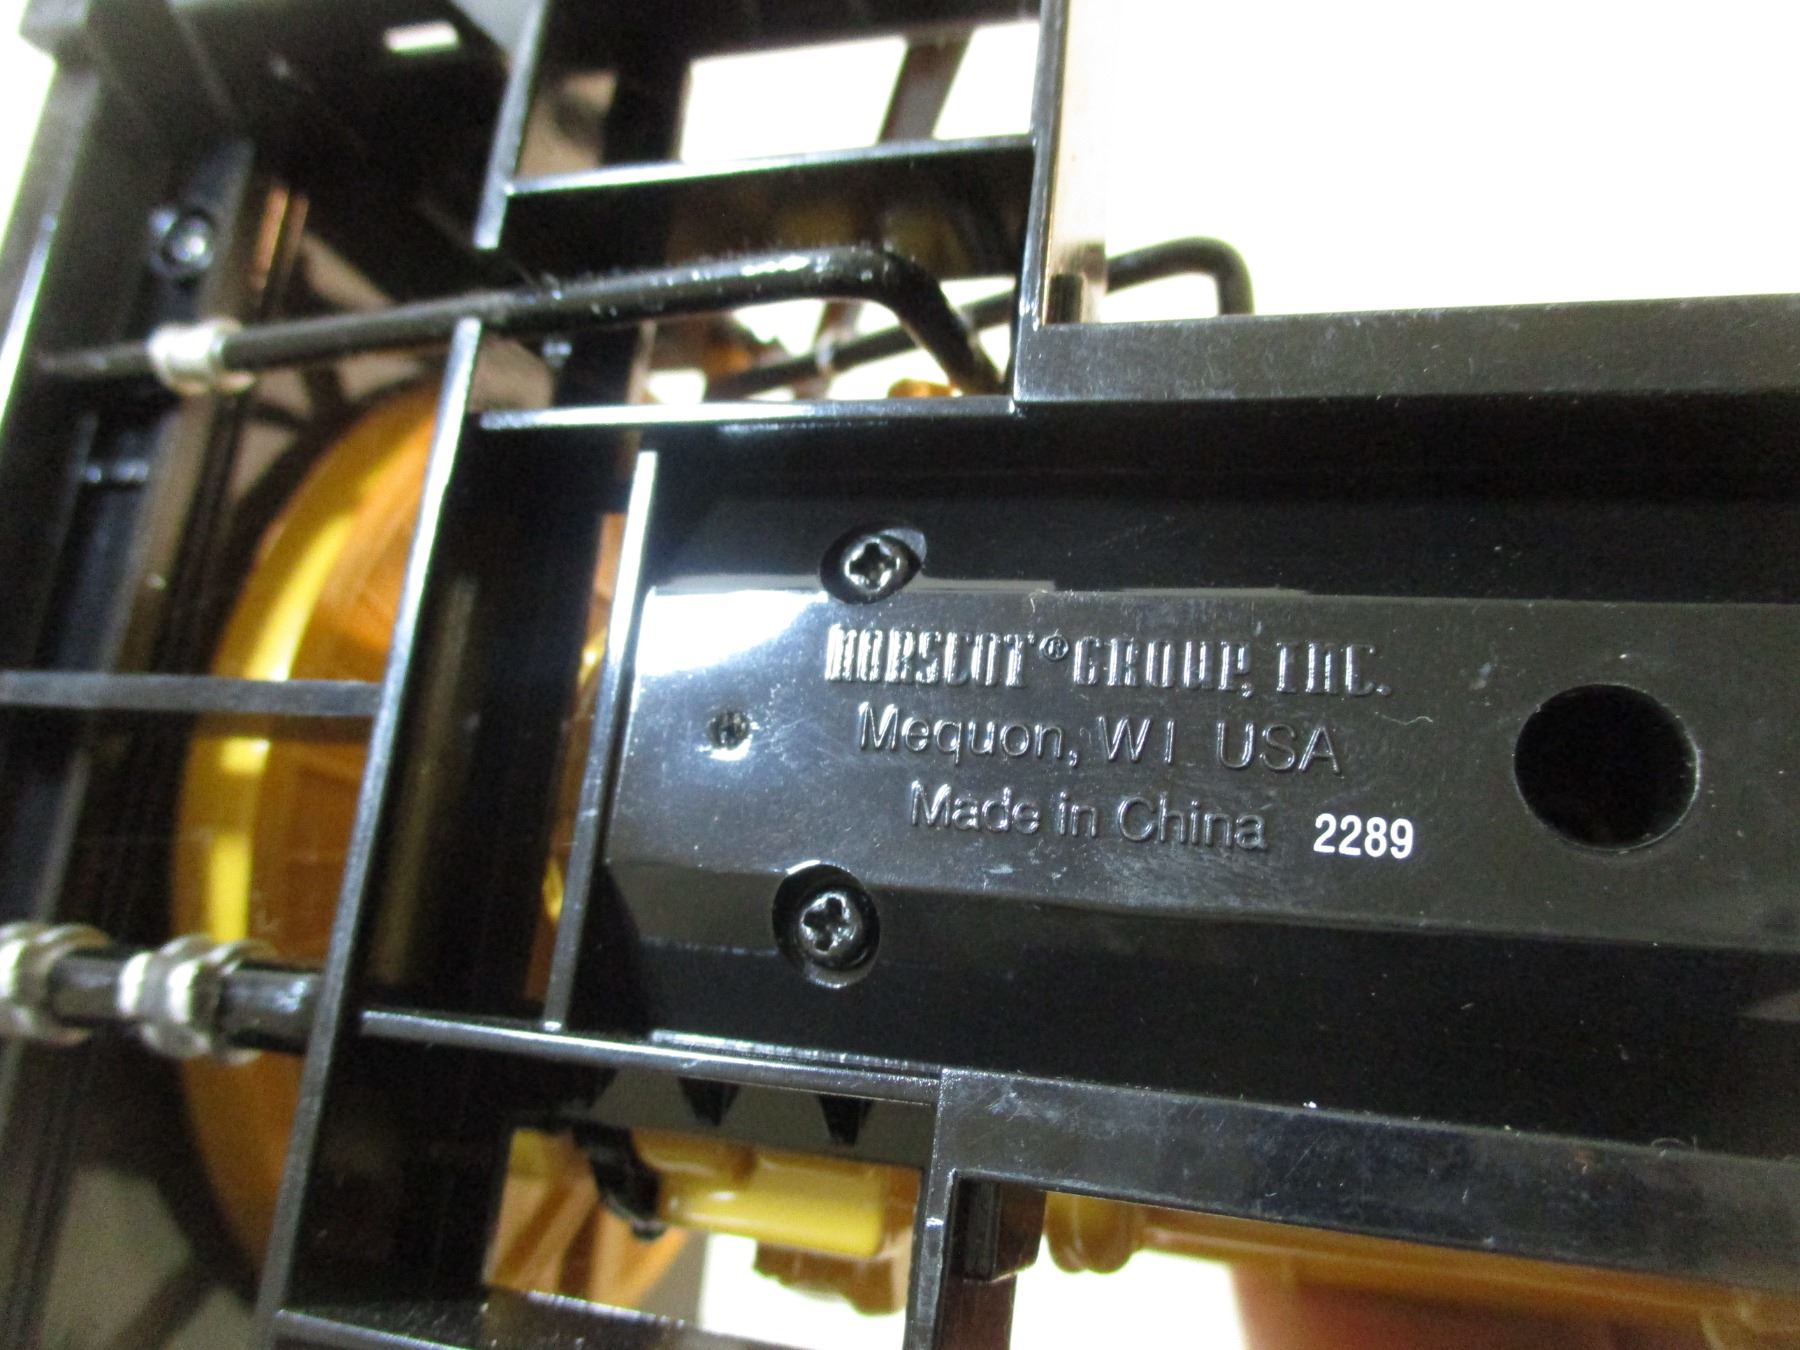 NORSCOT® GROUP, INC.
Mequon, WI USA
Made in China 2289